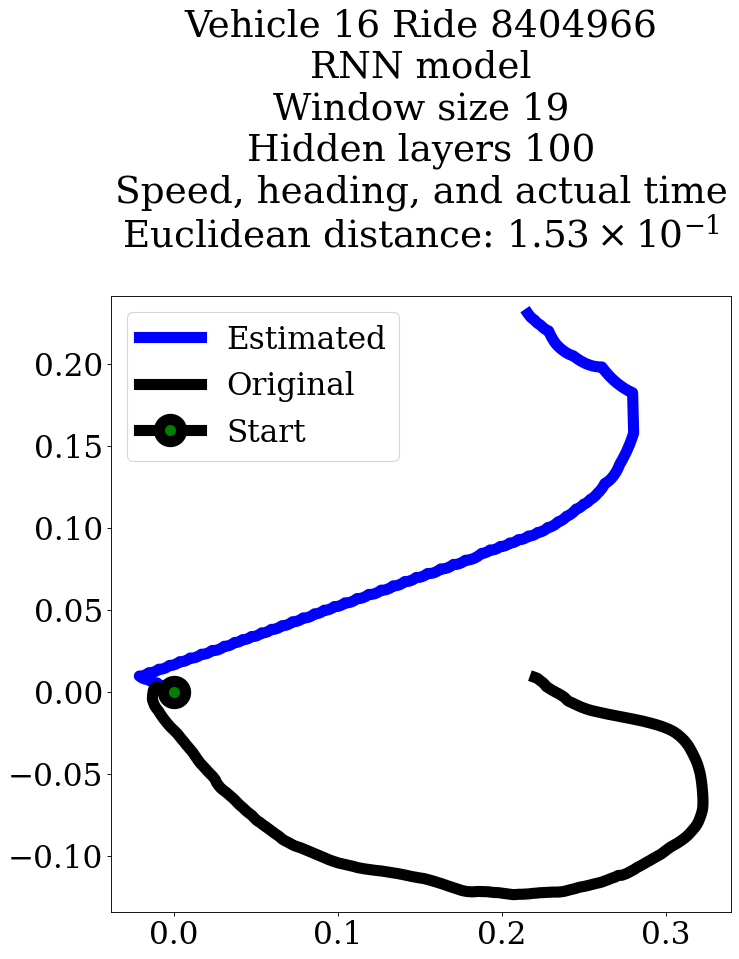 Vehicle 16 Ride 8404966
RNN model
Window size 19
Hidden layers 100
Speed, heading, and actual time
Euclidean distance: 1.53 × 10⁻¹
Estimated
Original
Start
0.20
0.15
0.10
0.05
0.00
−0.05
−0.10
0.0 0.1 0.2 0.3